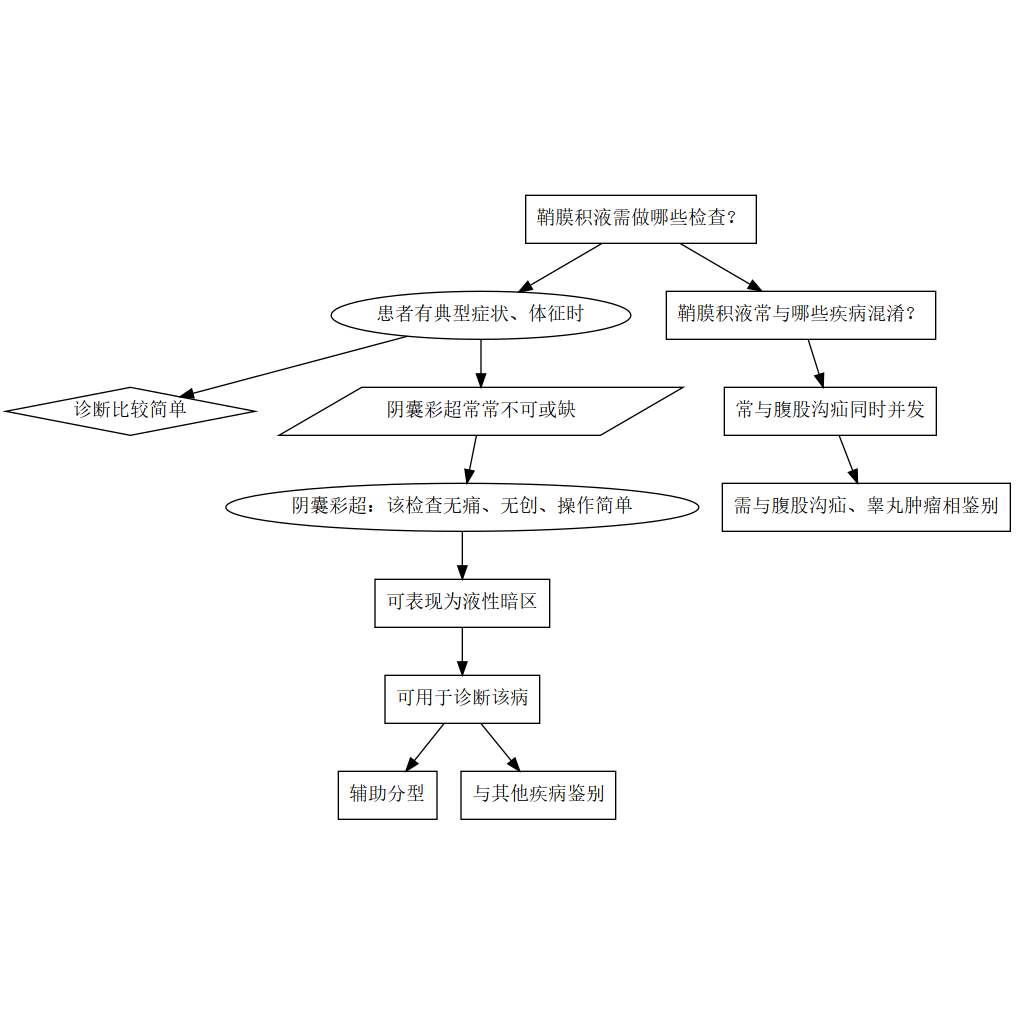 鞘膜积液需做哪些检查？
患者有典型症状、体征时
鞘膜积液常与哪些疾病混淆？
诊断比较简单
阴囊彩超常常不可或缺
常与腹股沟疝同时并发
阴囊彩超：该检查无痛、无创、操作简单
需与腹股沟疝、睾丸肿瘤相鉴别
可表现为液性暗区
可用于诊断该病
辅助分型
与其他疾病鉴别